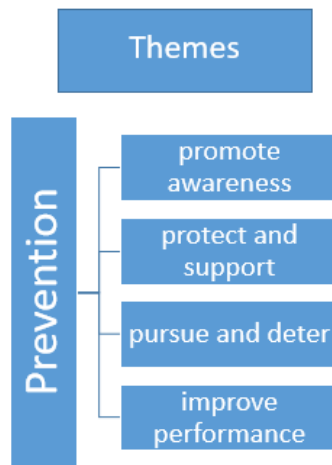 Themes
Prevention
promote
awareness
protect and
support
pursue and deter
improve
performance